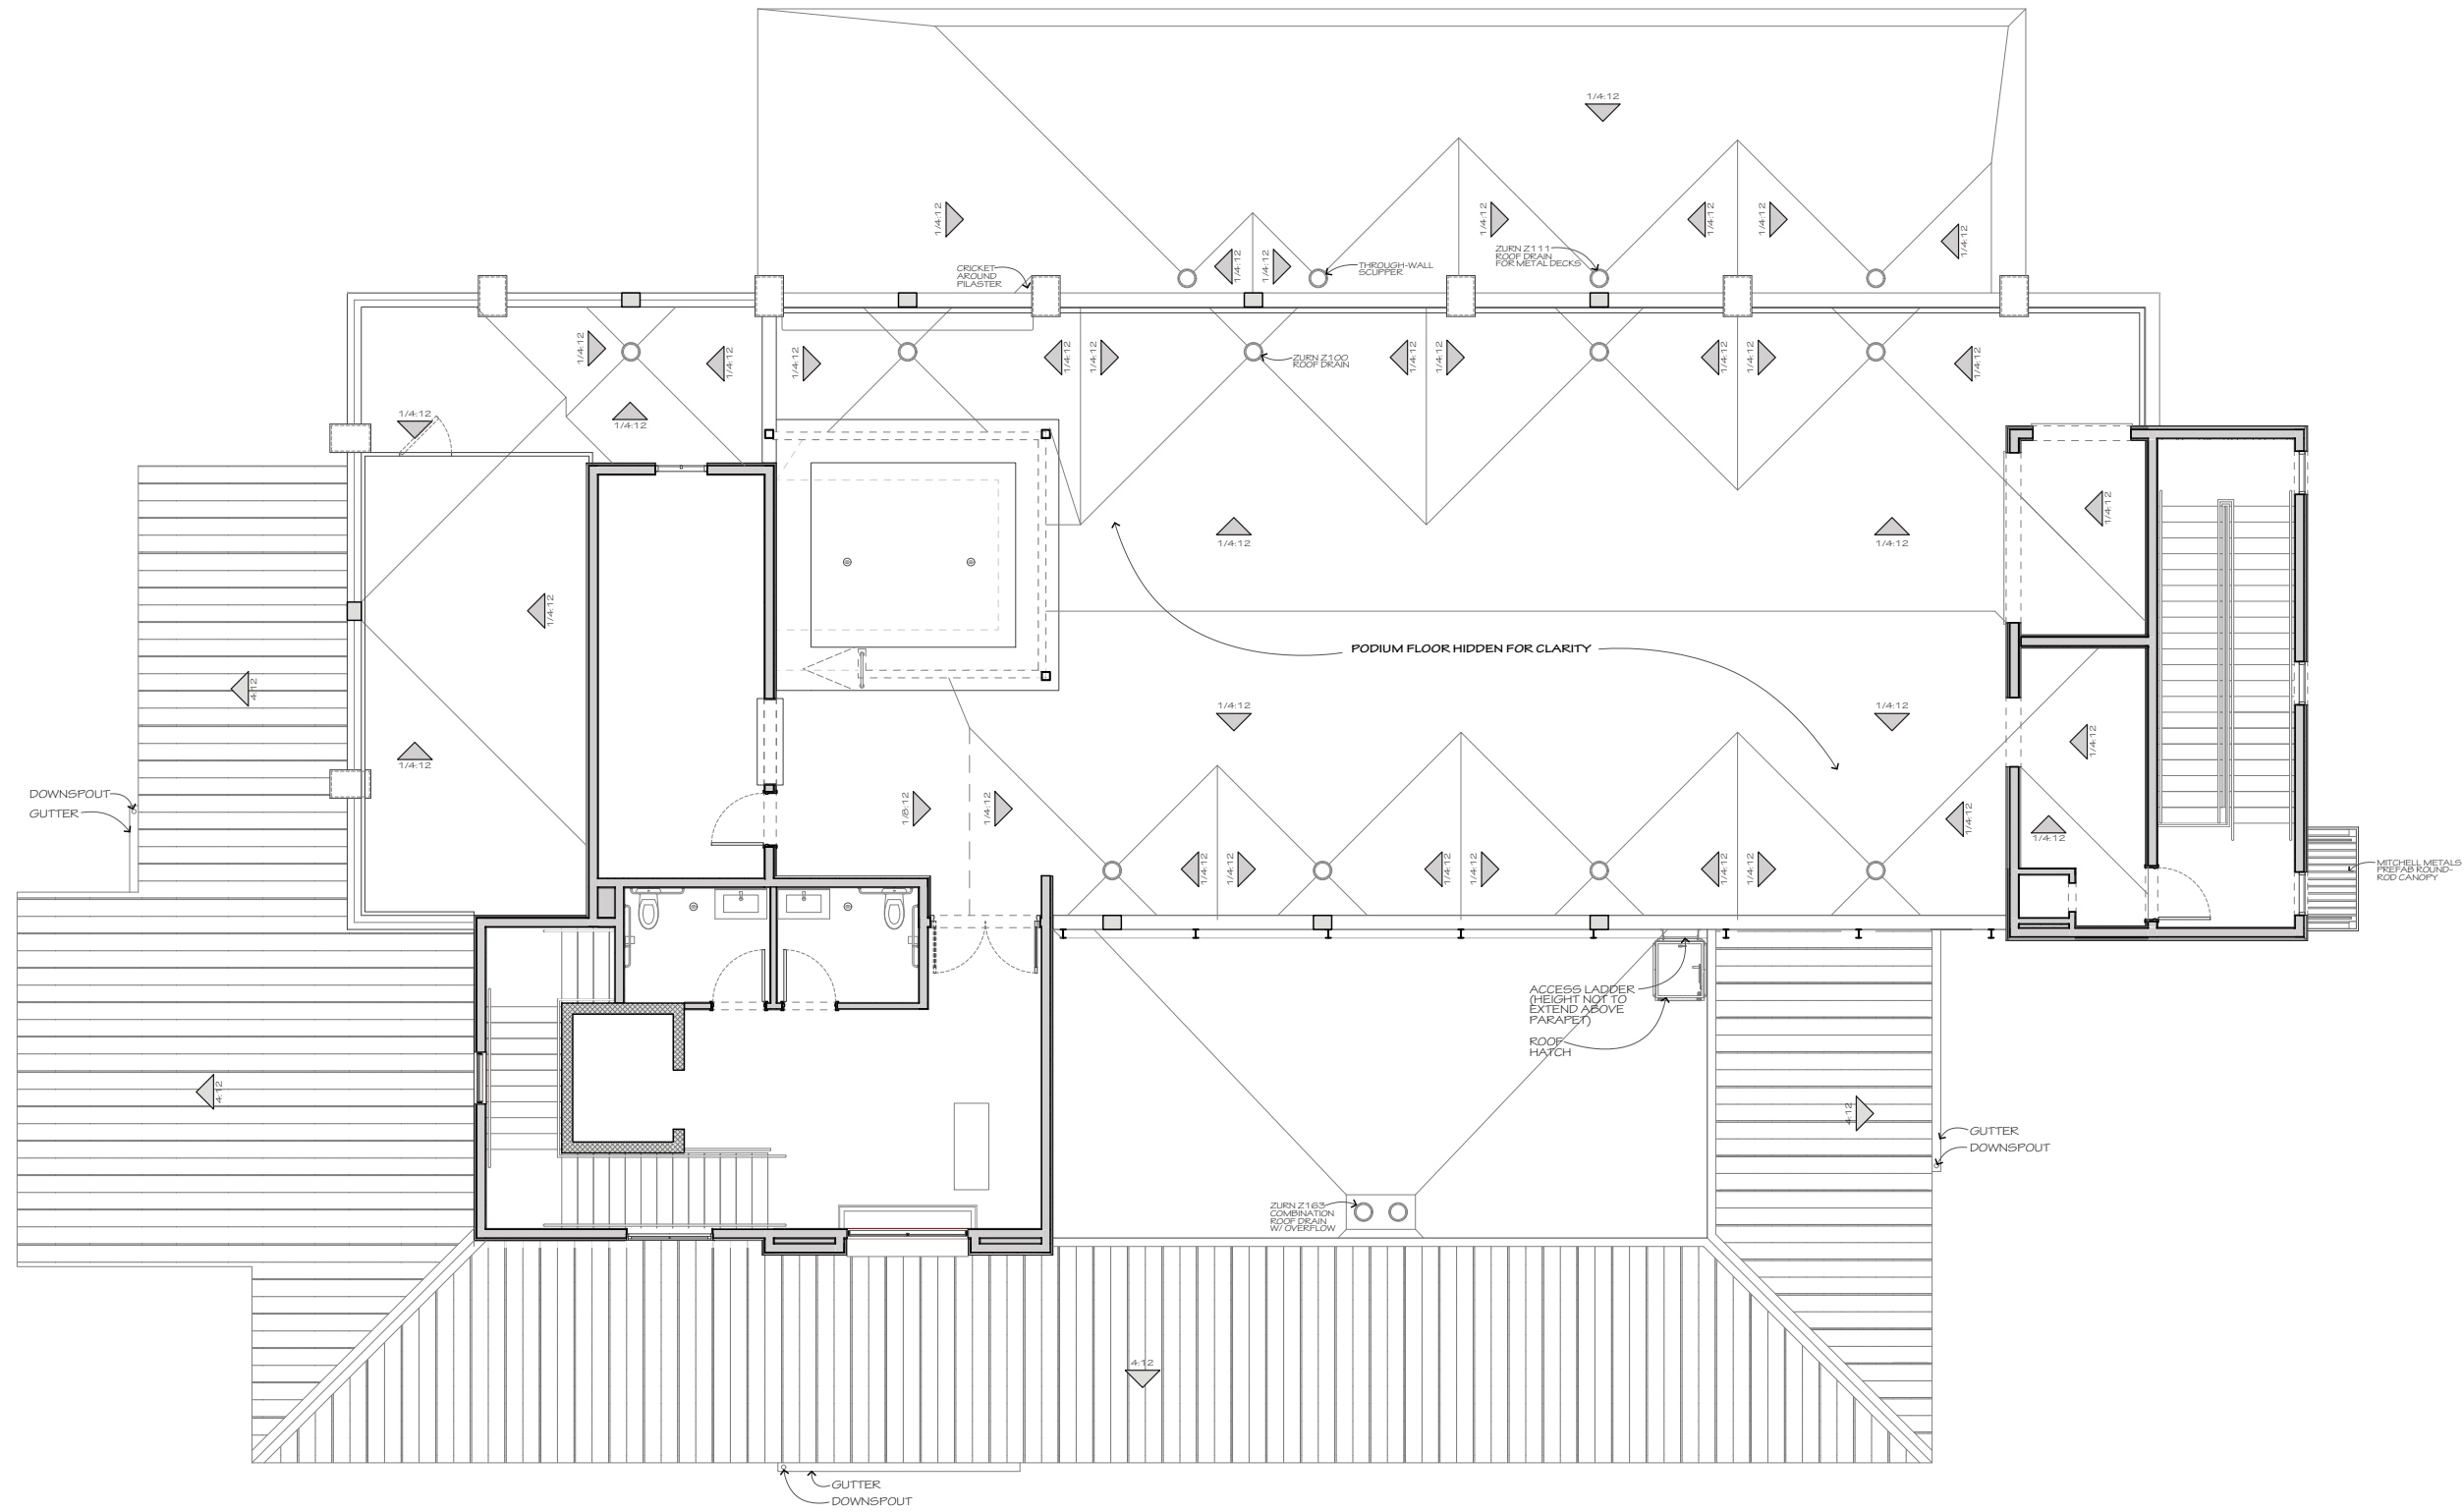 1/4:12
1/4:12
1/4:12
1/4:12
1/4:12
1/4:12
1/4:12
1/4:12
1/4:12
CRICKET
AROUND
PILASTER
THROUGH-WALL
SCUPPER
ZURN Z111
ROOF DRAIN
FOR METAL DECKS
1/4:12
1/4:12
1/4:12
1/4:12
1/4:12
ZURN Z100
ROOF DRAIN
1/4:12
1/4:12
1/4:12
1/4:12
1/4:12
1/4:12
1/4:12
1/4:12
1/4:12
1/4:12
1/4:12
1/4:12
PODIUM FLOOR HIDDEN FOR CLARITY
4:12
1/4:12
1/4:12
1/4:12
1/4:12
DOWNSPOUT
GUTTER
1/8:12
1/4:12
1/4:12
1/4:12
1/4:12
1/4:12
1/4:12
1/4:12
1/4:12
1/4:12
MITCHELL METALS
PREFAB ROUND-
ROD CANOPY
ACCESS LADDER
(HEIGHT NOT TO
EXTEND ABOVE
PARAPET)
ROOF
HATCH
4:12
4:12
GUTTER
DOWNSPOUT
ZURN Z163
COMBINATION
ROOF DRAIN
W/ OVERFLOW
4:12
GUTTER
DOWNSPOUT